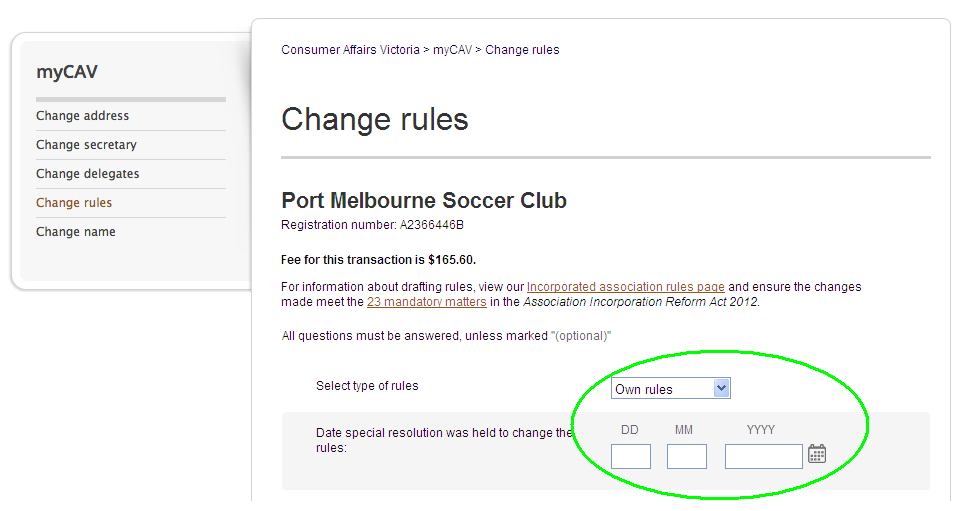 myCAV
Change address
Change secretary
Change delegates
Change rules
Change name
Consumer Affairs Victoria > myCAV > Change rules
Change rules
Port Melbourne Soccer Club
Registration number: A2366446B
Fee for this transaction is $165.60.
For information about drafting rules, view our Incorporated association rules page and ensure the changes
made meet the 23 mandatory matters in the Association Incorporation Reform Act 2012.
All questions must be answered, unless marked "(optional)"
Select type of rules
Own rules
Date special resolution was held to change the
rules:
DD MM YYYY